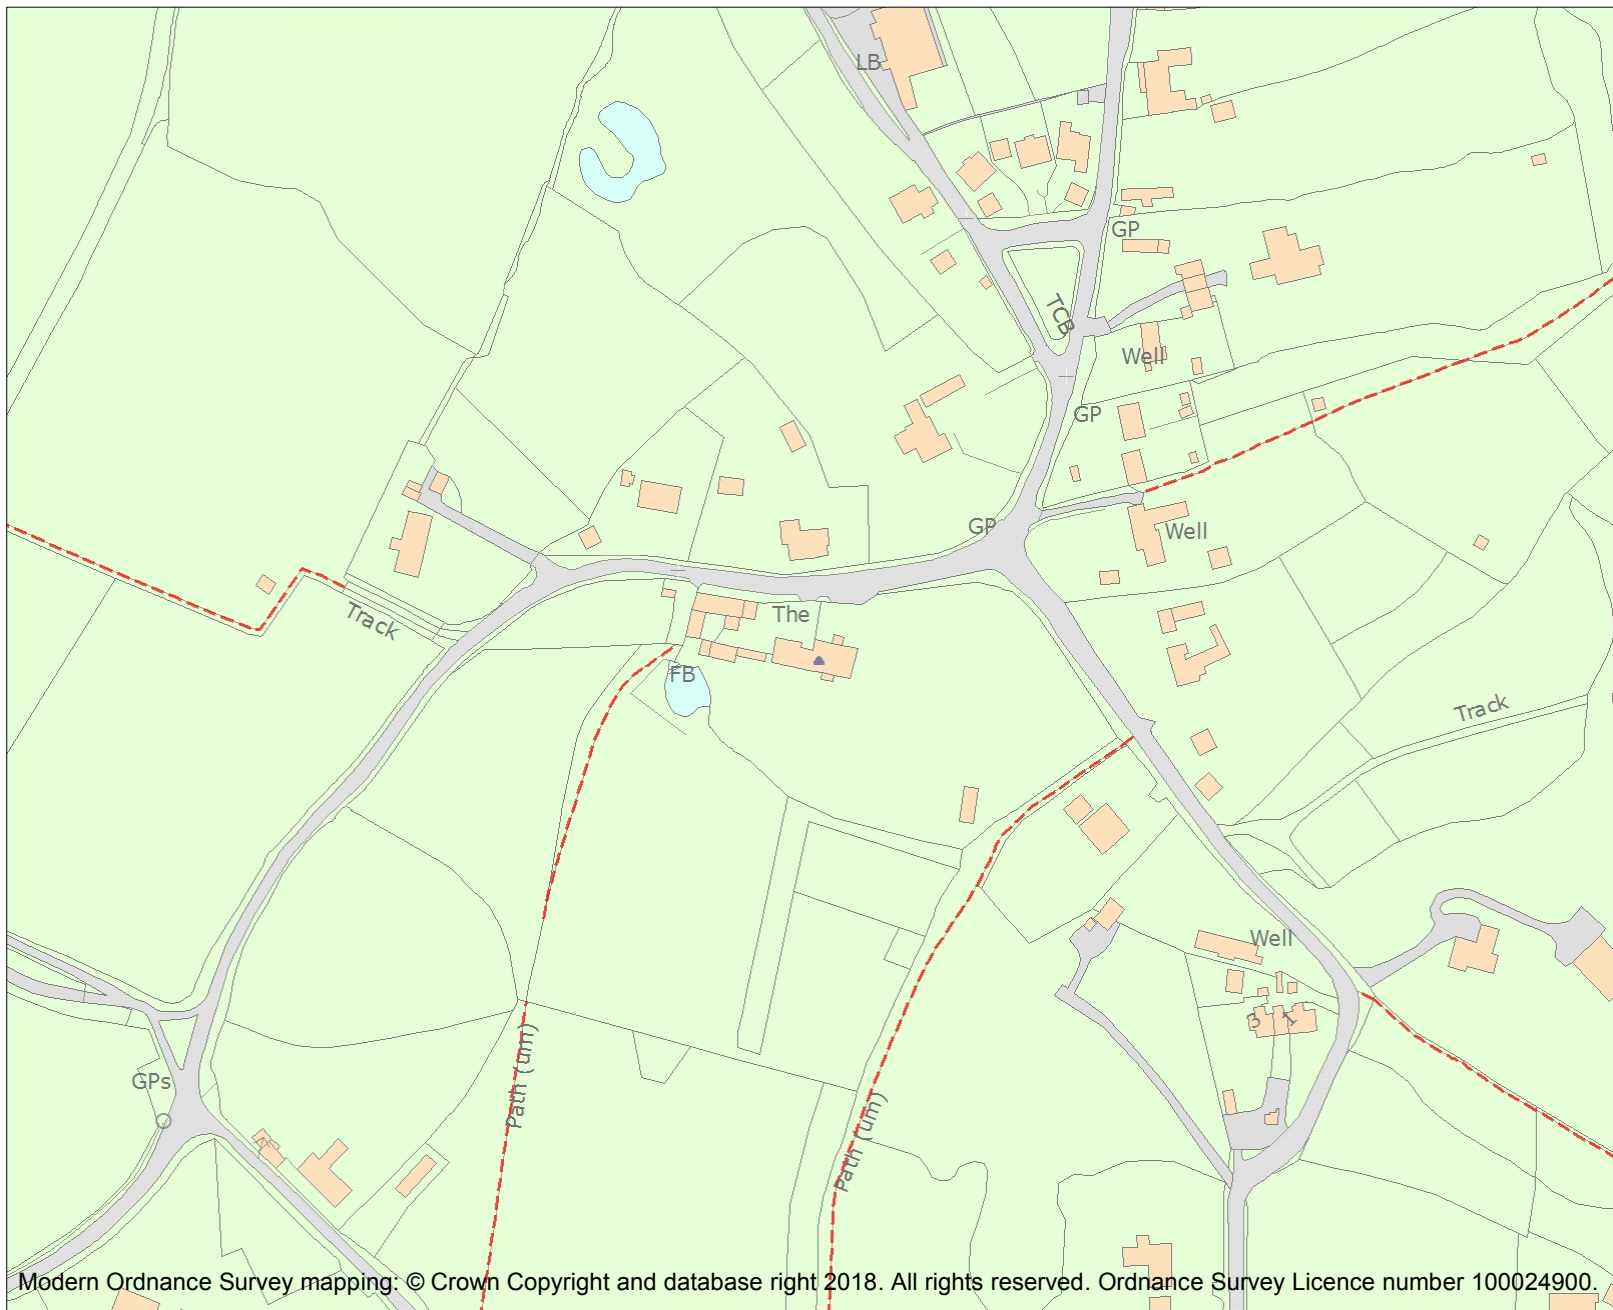 LB
GP
TCB
Well
GP
GP
Well
The
Track
FB
Track
Well
3
1
Path (um)
GPs
Path (um)
Modern Ordnance Survey mapping: © Crown Copyright and database right 2018. All rights reserved. Ordnance Survey Licence number 100024900.